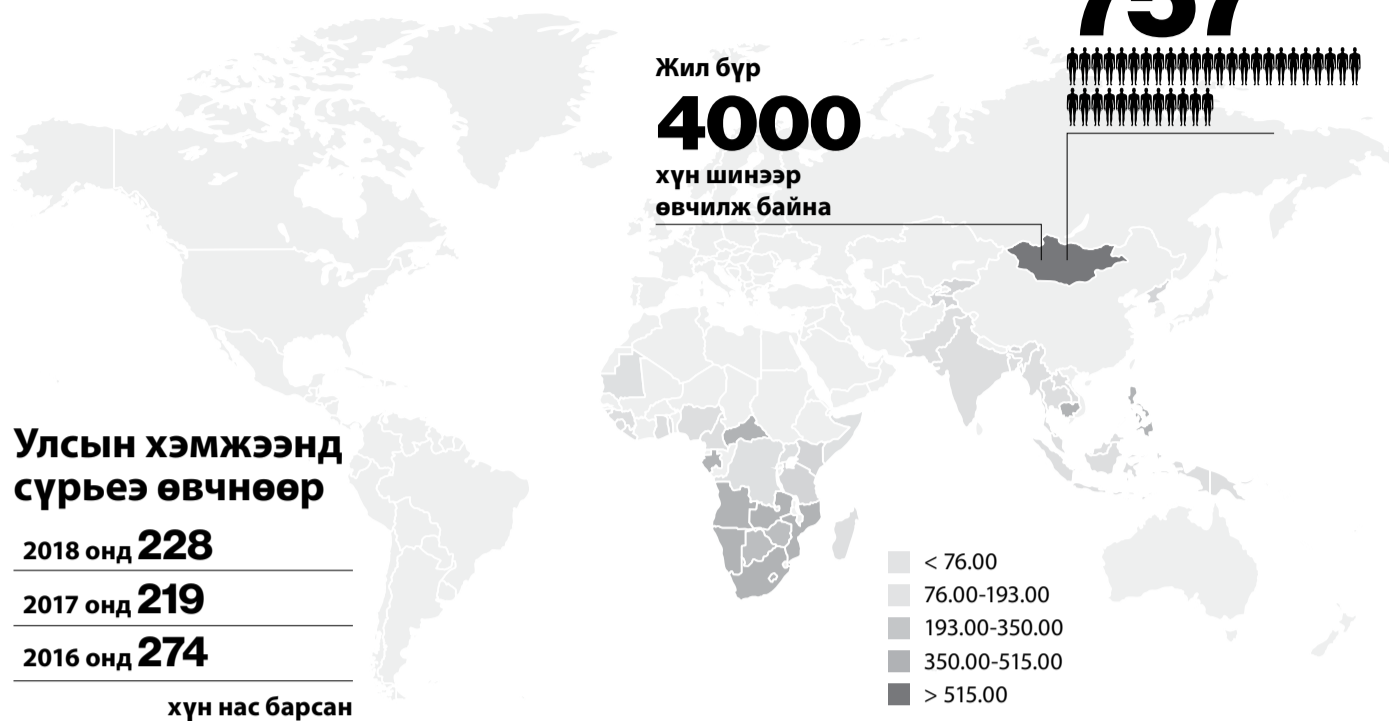 757
Жил бүр
4000
хүн шинээр
өвчилж байна
Улсын хэмжээнд
сүрьеэ өвчнөөр
2018 онд 228
2017 онд 219
2016 онд 274
хүн нас барсан
< 76.00
76.00-193.00
193.00-350.00
350.00-515.00
> 515.00